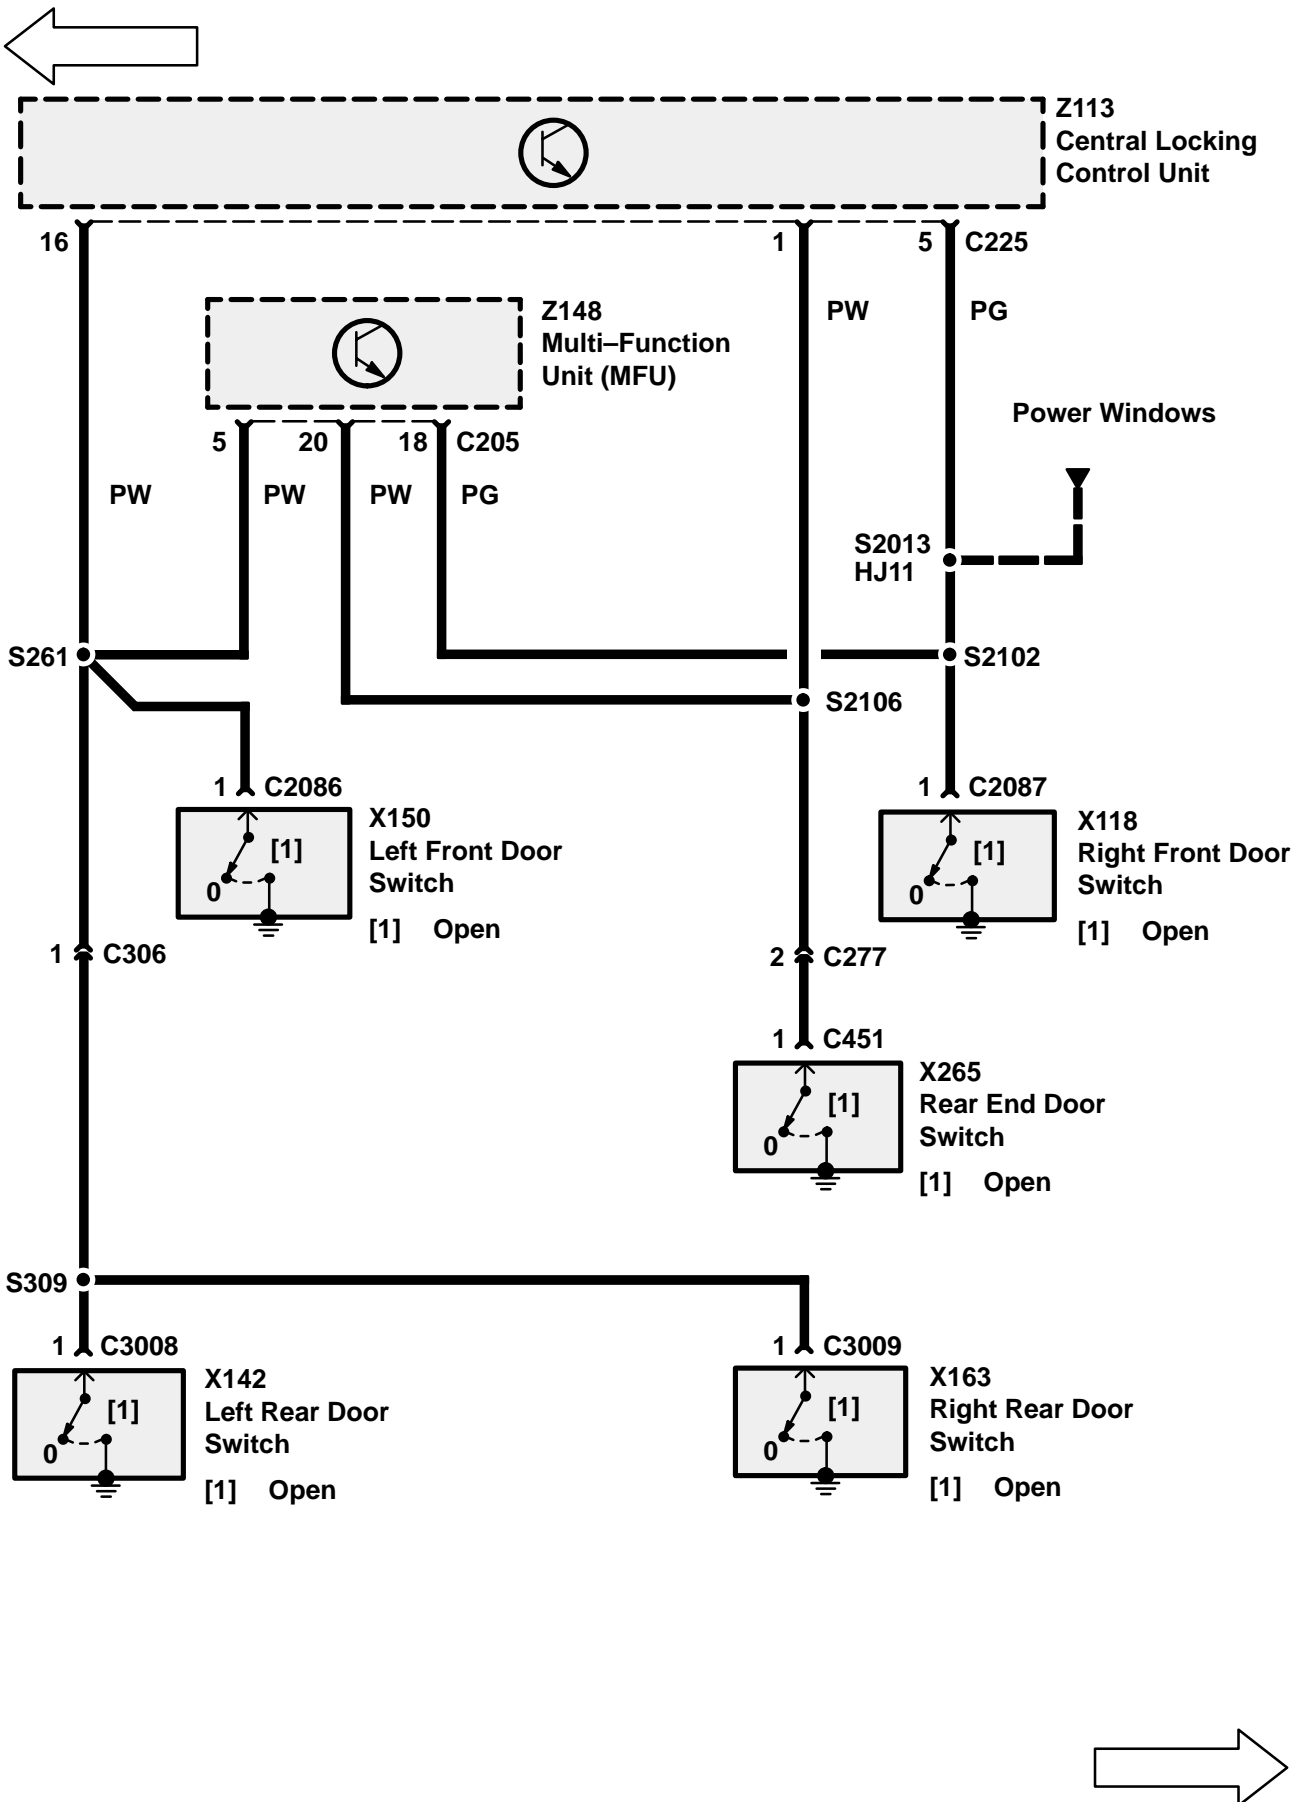 Z113
Central Locking
Control Unit
16
1
5 C225
PW
PG
Z148
Multi–Function
Unit (MFU)
Power Windows
5
20
18 C205
PW
PW
PW
PG
S2013
HJ11
S261
S2102
S2106
1 C2086
X150
Left Front Door
Switch
[1] Open
[1]
0
1 C2087
X118
Right Front Door
Switch
[1] Open
[1]
0
1 C306
2 C277
1 C451
X265
Rear End Door
Switch
[1] Open
[1]
0
S309
1 C3008
X142
Left Rear Door
Switch
[1] Open
[1]
0
1 C3009
X163
Right Rear Door
Switch
[1] Open
[1]
0